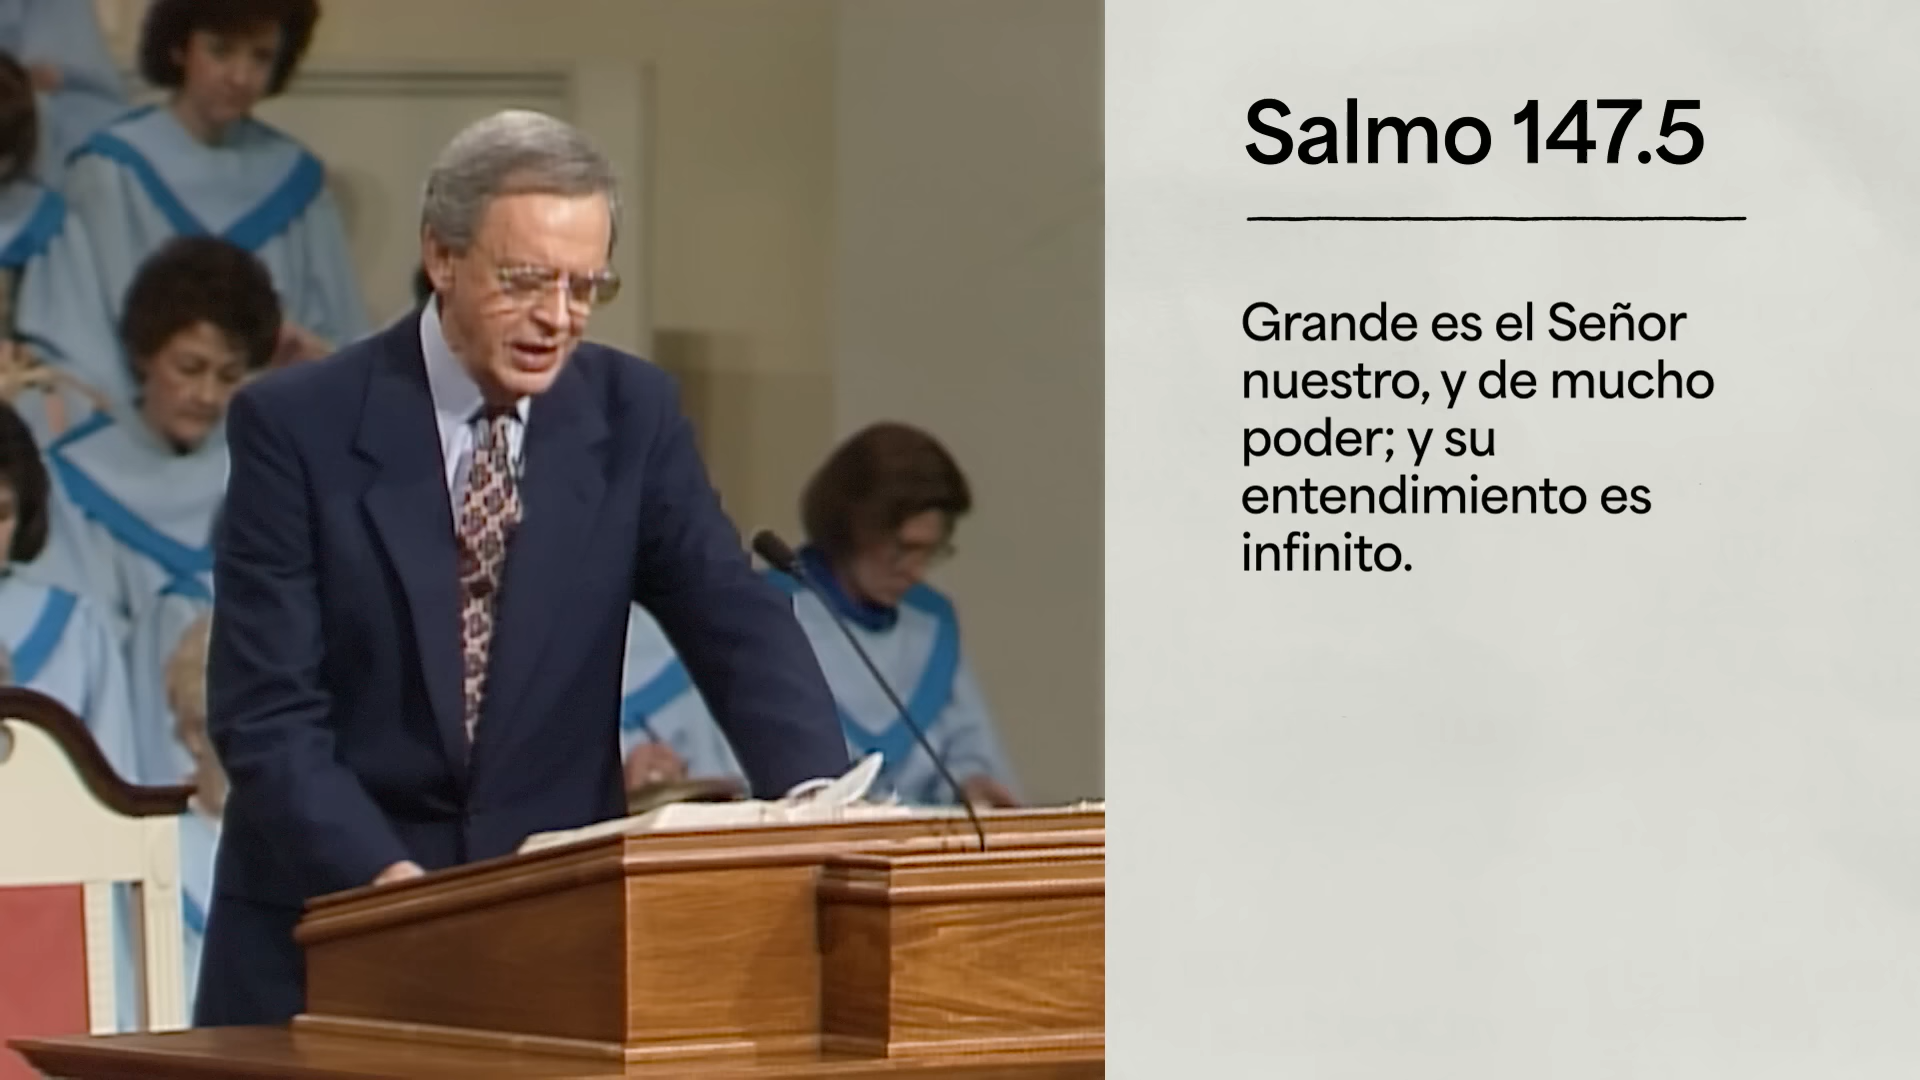 Salmo 147.5
Grande es el Señor
nuestro, y de mucho
poder; y su
entendimiento es
infinito.